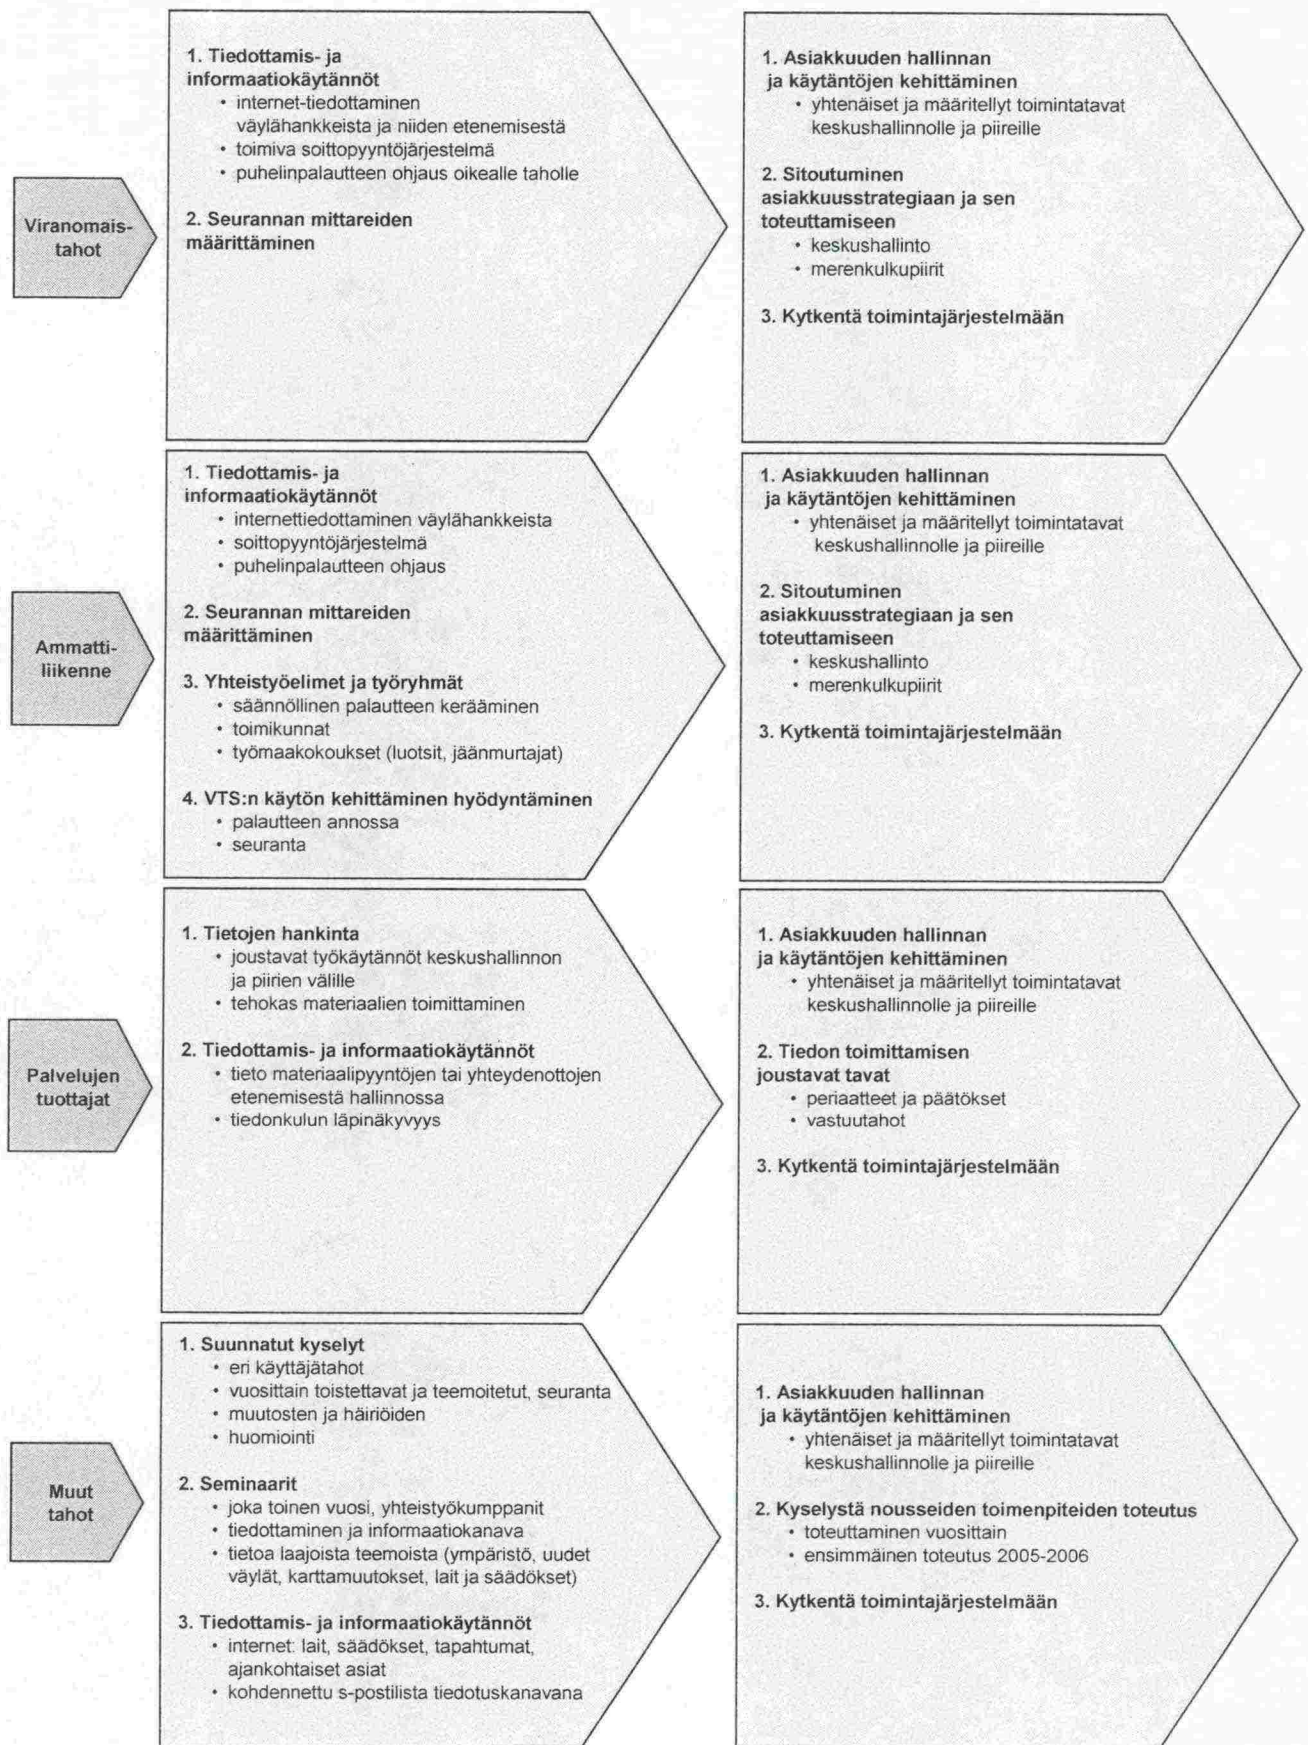 Viranomais-
tahot
1. Tiedottamis- ja
informaatiokäytännöt
• internet-tiedottaminen
väylähankkeista ja niiden etenemisestä
• toimiva soittopyyntöjärjestelmä
• puhelinpalautteen ohjaus oikealle taholle
2. Seurannan mittareiden
määrittäminen
1. Asiakkuuden hallinnan
ja käytäntöjen kehittäminen
• yhtenäiset ja määritellyt toimintatavat
keskushallinnolle ja piireille
2. Sitoutuminen
asiakkuusstrategiaan ja sen
toteuttamiseen
• keskushallinto
• merenkulkupiirit
3. Kytkentä toimintajärjestelmään
Ammatti-
liikenne
1. Tiedottamis- ja
informaatiokäytännöt
• internettiedottaminen väylähankkeista
• soittopyyntöjärjestelmä
• puhelinpalautteen ohjaus
2. Seurannan mittareiden
määrittäminen
3. Yhteistyöelimet ja työryhmät
• säännöllinen palautteen kerääminen
• toimikunnat
• työmaakokoukset (luotsit, jäänmurtajat)
4. VTS:n käytön kehittäminen hyödyntäminen
• palautteen annossa
• seuranta
1. Asiakkuuden hallinnan
ja käytäntöjen kehittäminen
• yhtenäiset ja määritellyt toimintatavat
keskushallinnolle ja piireille
2. Sitoutuminen
asiakkuusstrategiaan ja sen
toteuttamiseen
• keskushallinto
• merenkulkupiirit
3. Kytkentä toimintajärjestelmään
Palvelujen
tuottajat
1. Tietojen hankinta
• joustavat työkäytännöt keskushallinnon
ja piirien välille
• tehokas materiaalien toimittaminen
2. Tiedottamis- ja informaatiokäytännöt
• tieto materiaalipyyntöjen tai yhteydenottojen
etenemisestä hallinnossa
• tiedonkulun läpinäkyvyys
1. Asiakkuuden hallinnan
ja käytäntöjen kehittäminen
• yhtenäiset ja määritellyt toimintatavat
keskushallinnolle ja piireille
2. Tiedon toimittamisen
joustavat tavat
• periaatteet ja päätökset
• vastuutahot
3. Kytkentä toimintajärjestelmään
Muut
tahot
1. Suunnatut kyselyt
• eri käyttäjätahot
• vuosittain toistettavat ja teemoitetut, seuranta
• muutosten ja häiriöiden
• huomiointi
2. Seminaarit
• joka toinen vuosi, yhteistyökumppanit
• tiedottaminen ja informaatiokanava
• tietoa laajoista teemoista (ympäristö, uudet
väylät, karttamuutokset, lait ja säädökset)
3. Tiedottamis- ja informaatiokäytännöt
• internet: lait, säädökset, tapahtumat,
ajankohtaiset asiat
• kohdennettu s-postilista tiedotuskanavana
1. Asiakkuuden hallinnan
ja käytäntöjen kehittäminen
• yhtenäiset ja määritellyt toimintatavat
keskushallinnolle ja piireille
2. Kyselystä nousseiden toimenpiteiden toteutus
• toteuttaminen vuosittain
• ensimmäinen toteutus 2005-2006
3. Kytkentä toimintajärjestelmään